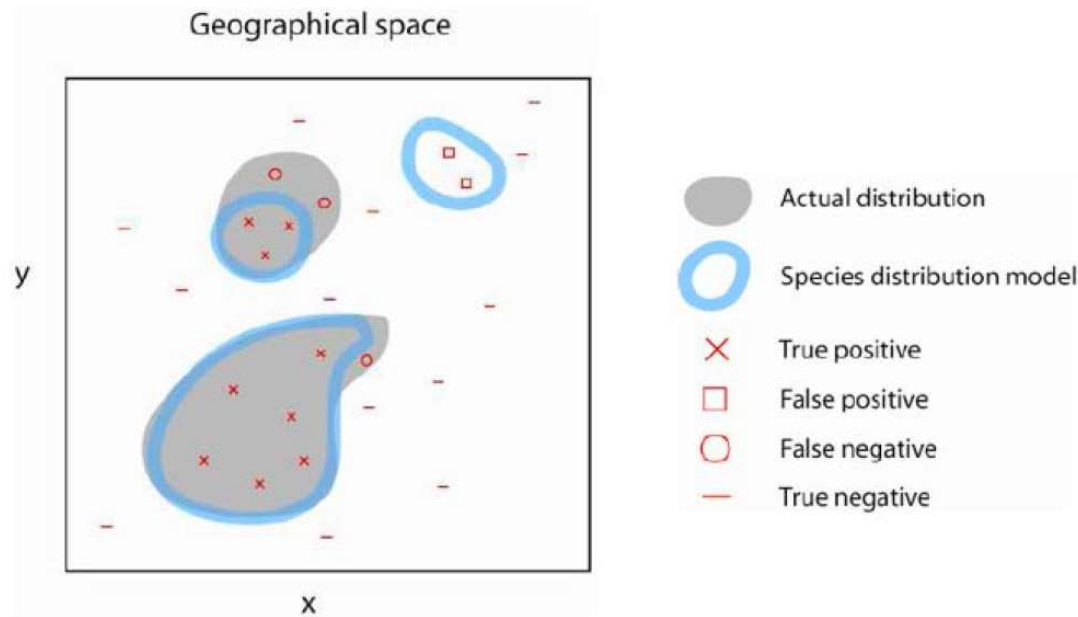 Geographical space
y
x
Actual distribution
Species distribution model
True positive
False positive
False negative
True negative